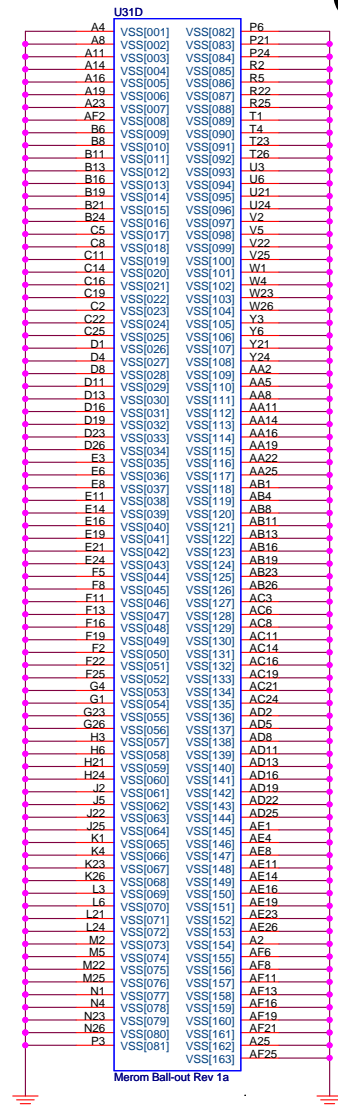 U31D
A4 VSS[001] VSS[082] P6
A8 VSS[002] VSS[083] P21
A11 VSS[003] VSS[084] P24
A14 VSS[004] VSS[085] R2
A16 VSS[005] VSS[086] R5
A19 VSS[006] VSS[087] R22
A23 VSS[007] VSS[088] R25
AF2 VSS[008] VSS[089] T1
B6 VSS[009] VSS[090] T4
B8 VSS[010] VSS[091] T23
B11 VSS[011] VSS[092] T26
B13 VSS[012] VSS[093] U3
B16 VSS[013] VSS[094] U6
B19 VSS[014] VSS[095] U21
B21 VSS[015] VSS[096] U24
B24 VSS[016] VSS[097] V2
C5 VSS[017] VSS[098] V5
C8 VSS[018] VSS[099] V22
C11 VSS[019] VSS[100] V25
C14 VSS[020] VSS[101] W1
C16 VSS[021] VSS[102] W4
C19 VSS[022] VSS[103] W23
C2 VSS[023] VSS[104] W26
C22 VSS[024] VSS[105] Y3
C25 VSS[025] VSS[106] Y6
D1 VSS[026] VSS[107] Y21
D4 VSS[027] VSS[108] Y24
D8 VSS[028] VSS[109] AA2
D11 VSS[029] VSS[110] AA5
D13 VSS[030] VSS[111] AA8
D16 VSS[031] VSS[112] AA11
D19 VSS[032] VSS[113] AA14
D23 VSS[033] VSS[114] AA16
D26 VSS[034] VSS[115] AA19
E3 VSS[035] VSS[116] AA22
E6 VSS[036] VSS[117] AA25
E8 VSS[037] VSS[118] AB1
E11 VSS[038] VSS[119] AB4
E14 VSS[039] VSS[120] AB8
E16 VSS[040] VSS[121] AB11
E19 VSS[041] VSS[122] AB13
E21 VSS[042] VSS[123] AB16
E24 VSS[043] VSS[124] AB19
F5 VSS[044] VSS[125] AB23
F8 VSS[045] VSS[126] AB26
F11 VSS[046] VSS[127] AC3
F13 VSS[047] VSS[128] AC6
F16 VSS[048] VSS[129] AC8
F19 VSS[049] VSS[130] AC11
F2 VSS[050] VSS[131] AC14
F22 VSS[051] VSS[132] AC16
F25 VSS[052] VSS[133] AC19
G4 VSS[053] VSS[134] AC21
G1 VSS[054] VSS[135] AC24
G23 VSS[055] VSS[136] AD2
G26 VSS[056] VSS[137] AD5
H3 VSS[057] VSS[138] AD8
H6 VSS[058] VSS[139] AD11
H21 VSS[059] VSS[140] AD13
H24 VSS[060] VSS[141] AD16
J2 VSS[061] VSS[142] AD19
J5 VSS[062] VSS[143] AD22
J22 VSS[063] VSS[144] AD25
J25 VSS[064] VSS[145] AE1
K1 VSS[065] VSS[146] AE4
K4 VSS[066] VSS[147] AE8
K23 VSS[067] VSS[148] AE11
K26 VSS[068] VSS[149] AE14
L3 VSS[069] VSS[150] AE16
L6 VSS[070] VSS[151] AE19
L21 VSS[071] VSS[152] AE23
L24 VSS[072] VSS[153] AE26
M2 VSS[073] VSS[154] A2
M5 VSS[074] VSS[155] AF6
M22 VSS[075] VSS[156] AF8
M25 VSS[076] VSS[157] AF11
N1 VSS[077] VSS[158] AF13
N4 VSS[078] VSS[159] AF16
N23 VSS[079] VSS[160] AF19
N26 VSS[080] VSS[161] AF21
P3 VSS[081] VSS[162] A25
VSS[163] AF25
Merom Ball-out Rev 1a
.